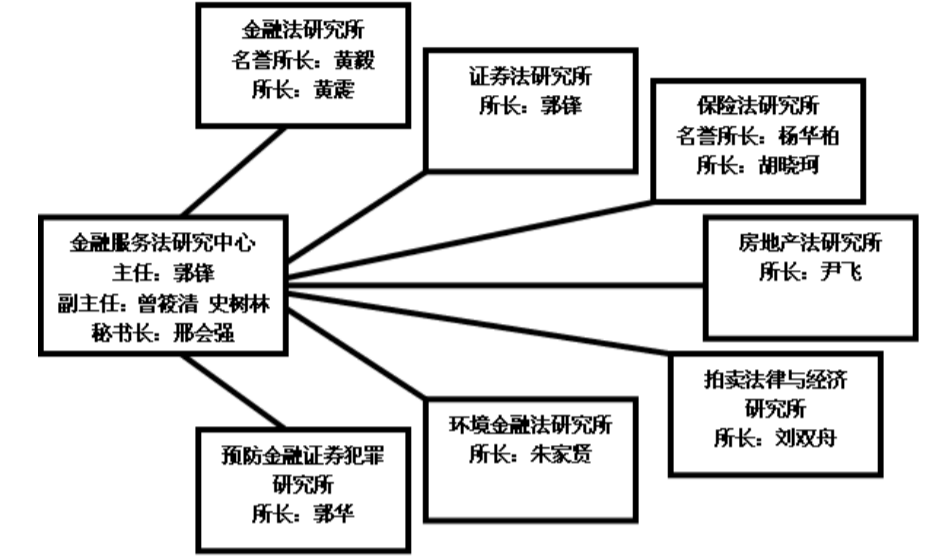 金融法研究所
名誉所长：黄毅
所长：黄震
证券法研究所
所长：郭锋
保险法研究所
名誉所长：杨华柏
所长：胡晓珂
金融服务法研究中心
主任：郭锋
副主任：曾筱清 史树林
秘书长：邢会强
房地产法研究所
所长：尹飞
拍卖法律与经济
研究所
所长：刘双舟
环境金融法研究所
所长：朱家贤
预防金融证券犯罪
研究所
所长：郭华